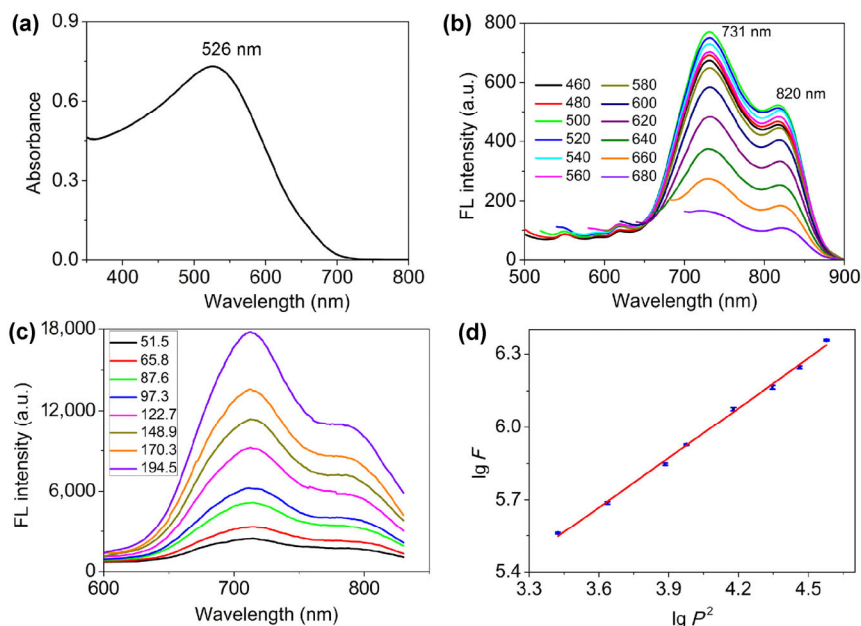 (a)
526 nm
0.9
0.6
0.3
0.0
Absorbance
400 500 600 700 800
Wavelength (nm)
(b)
731 nm
820 nm
800
600
400
200
0
FL intensity (a.u.)
460 580
480 600
500 620
520 640
540 660
560 680
500 600 700 800 900
Wavelength (nm)
(c)
18,000
12,000
6,000
0
FL intensity (a.u.)
51.5
65.8
87.6
97.3
122.7
148.9
170.3
194.5
600 700 800
Wavelength (nm)
(d)
6.3
6.0
5.7
5.4
lg F
3.3 3.6 3.9 4.2 4.5
lg P²